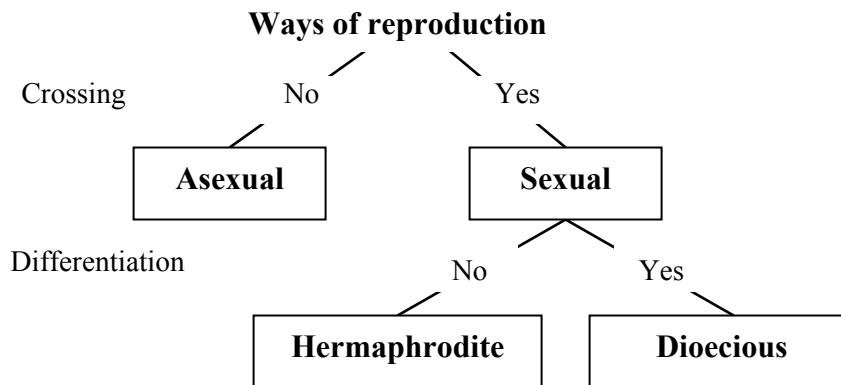 Ways of reproduction
Crossing No Yes
Asexual Sexual
Differentiation No Yes
Hermaphrodite Dioecious